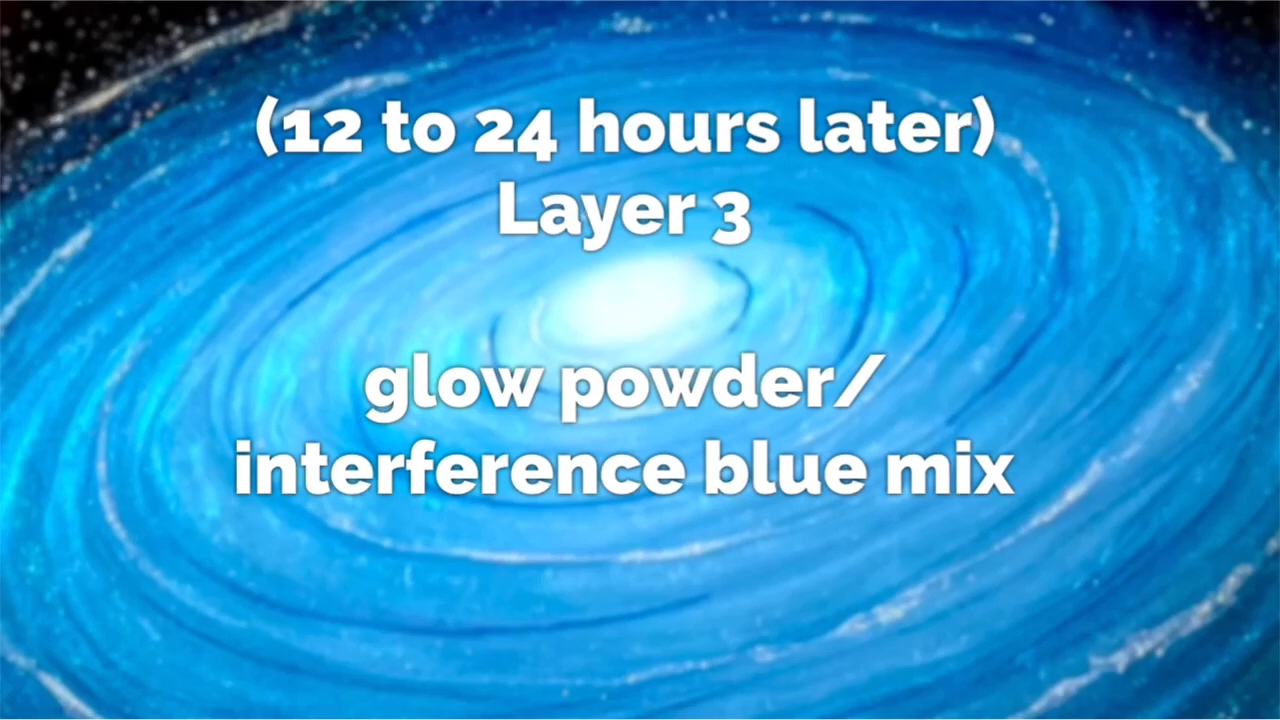 (12 to 24 hours later)
Layer 3
glow powder/
interference blue mix